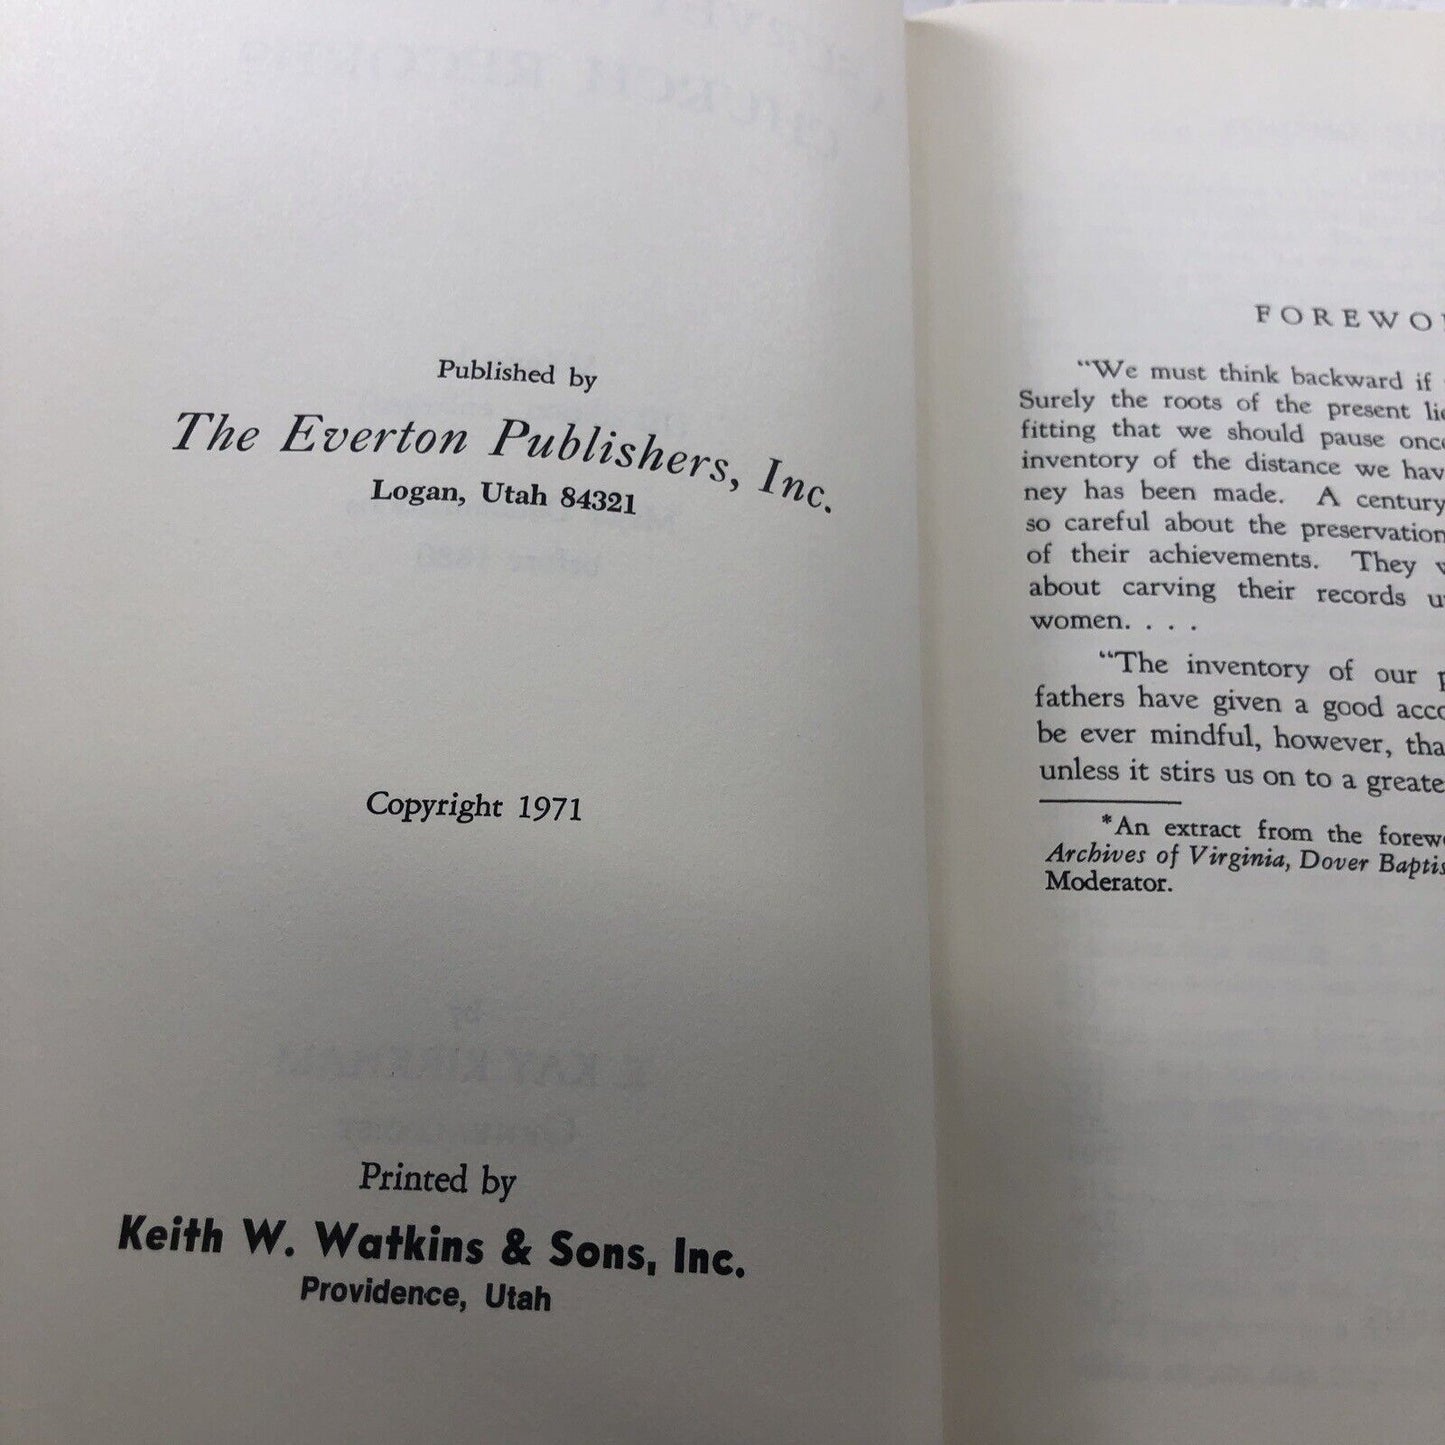 Published by
The Everton Publishers, Inc.
Logan, Utah 84321
Copyright 1971
Printed by
Keith W. Watkins & Sons, Inc.
Providence, Utah
FOREWO
"We must think backward if
Surely the roots of the present li
fitting that we should pause onc
inventory of the distance we hav
ney has been made. A century
so careful about the preservation
of their achievements. They
about carving their records u
women. . . .
"The inventory of our p
fathers have given a good acco
be ever mindful, however, tha
unless it stirs us on to a greate
*An extract from the forewo
Archives of Virginia, Dover Baptis
Moderator.